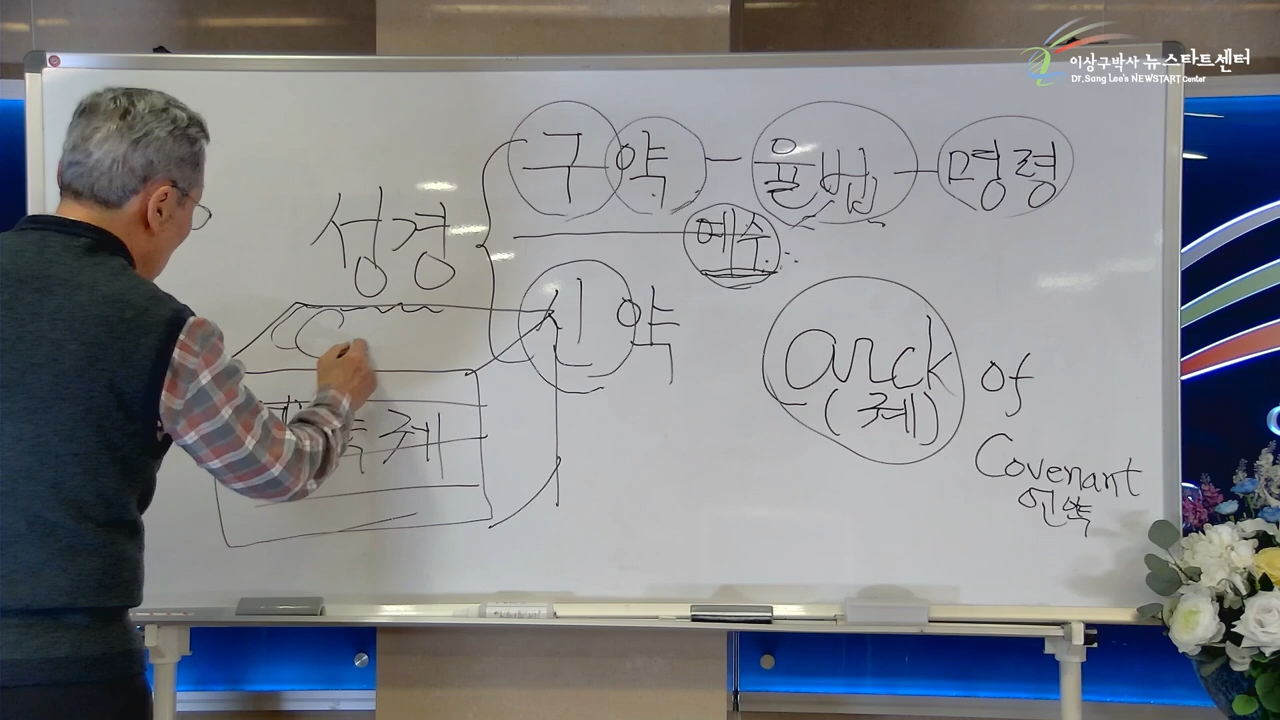 이상구박사 뉴스타트센터
Dr. Sang Lee's NEWSTART Center
구약 - 율법 - 명령
예수
성경
신약
arck of
(궤)
Covenant
언약
궤